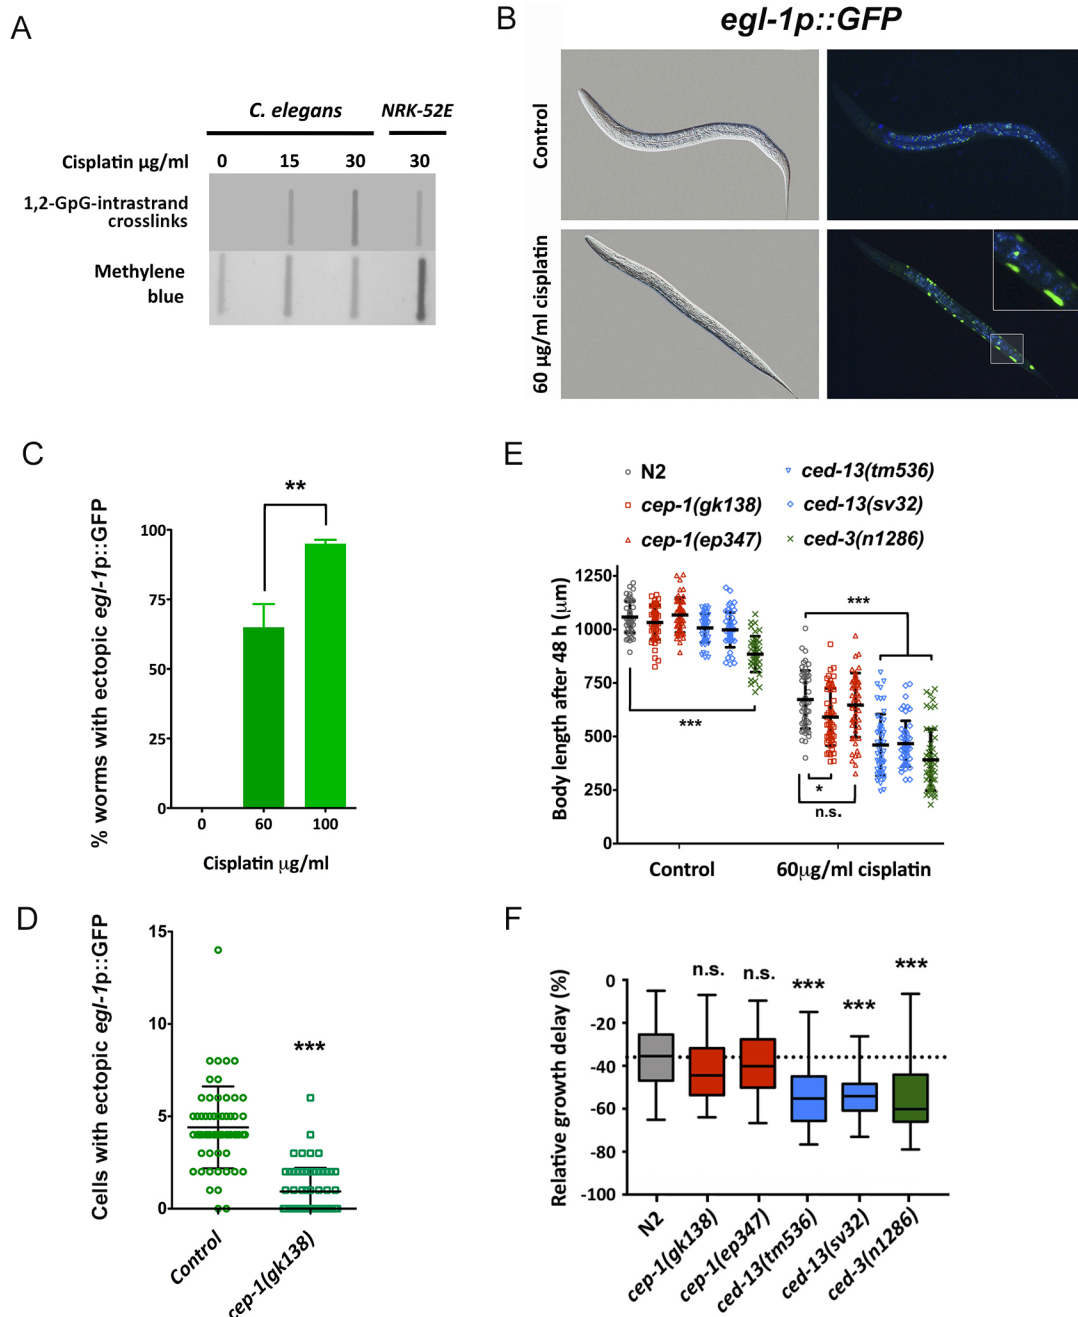 A
C. elegans NRK-52E
Cisplatin µg/ml 0 15 30 30
1,2-GpG-intrastrand
crosslinks
Methylene
blue
B
egl-1p::GFP
Control
60 µg/ml cisplatin
C
% worms with ectopic egl-1p::GFP
**
100
75
50
25
0
0 60 100
Cisplatin µg/ml
D
Cells with ectopic egl-1p::GFP
15
10
5
0
***
Control
cep-1(gk138)
E
N2
cep-1(gk138)
cep-1(ep347)
ced-13(tm536)
ced-13(sv32)
ced-3(n1286)
Body length after 48 h (µm)
1250
1000
750
500
250
0
***
***
*
n.s.
Control 60µg/ml cisplatin
F
Relative growth delay (%)
0
-20
-40
-60
-80
-100
n.s. n.s. *** *** ***
N2
cep-1(gk138)
cep-1(ep347)
ced-13(tm536)
ced-13(sv32)
ced-3(n1286)